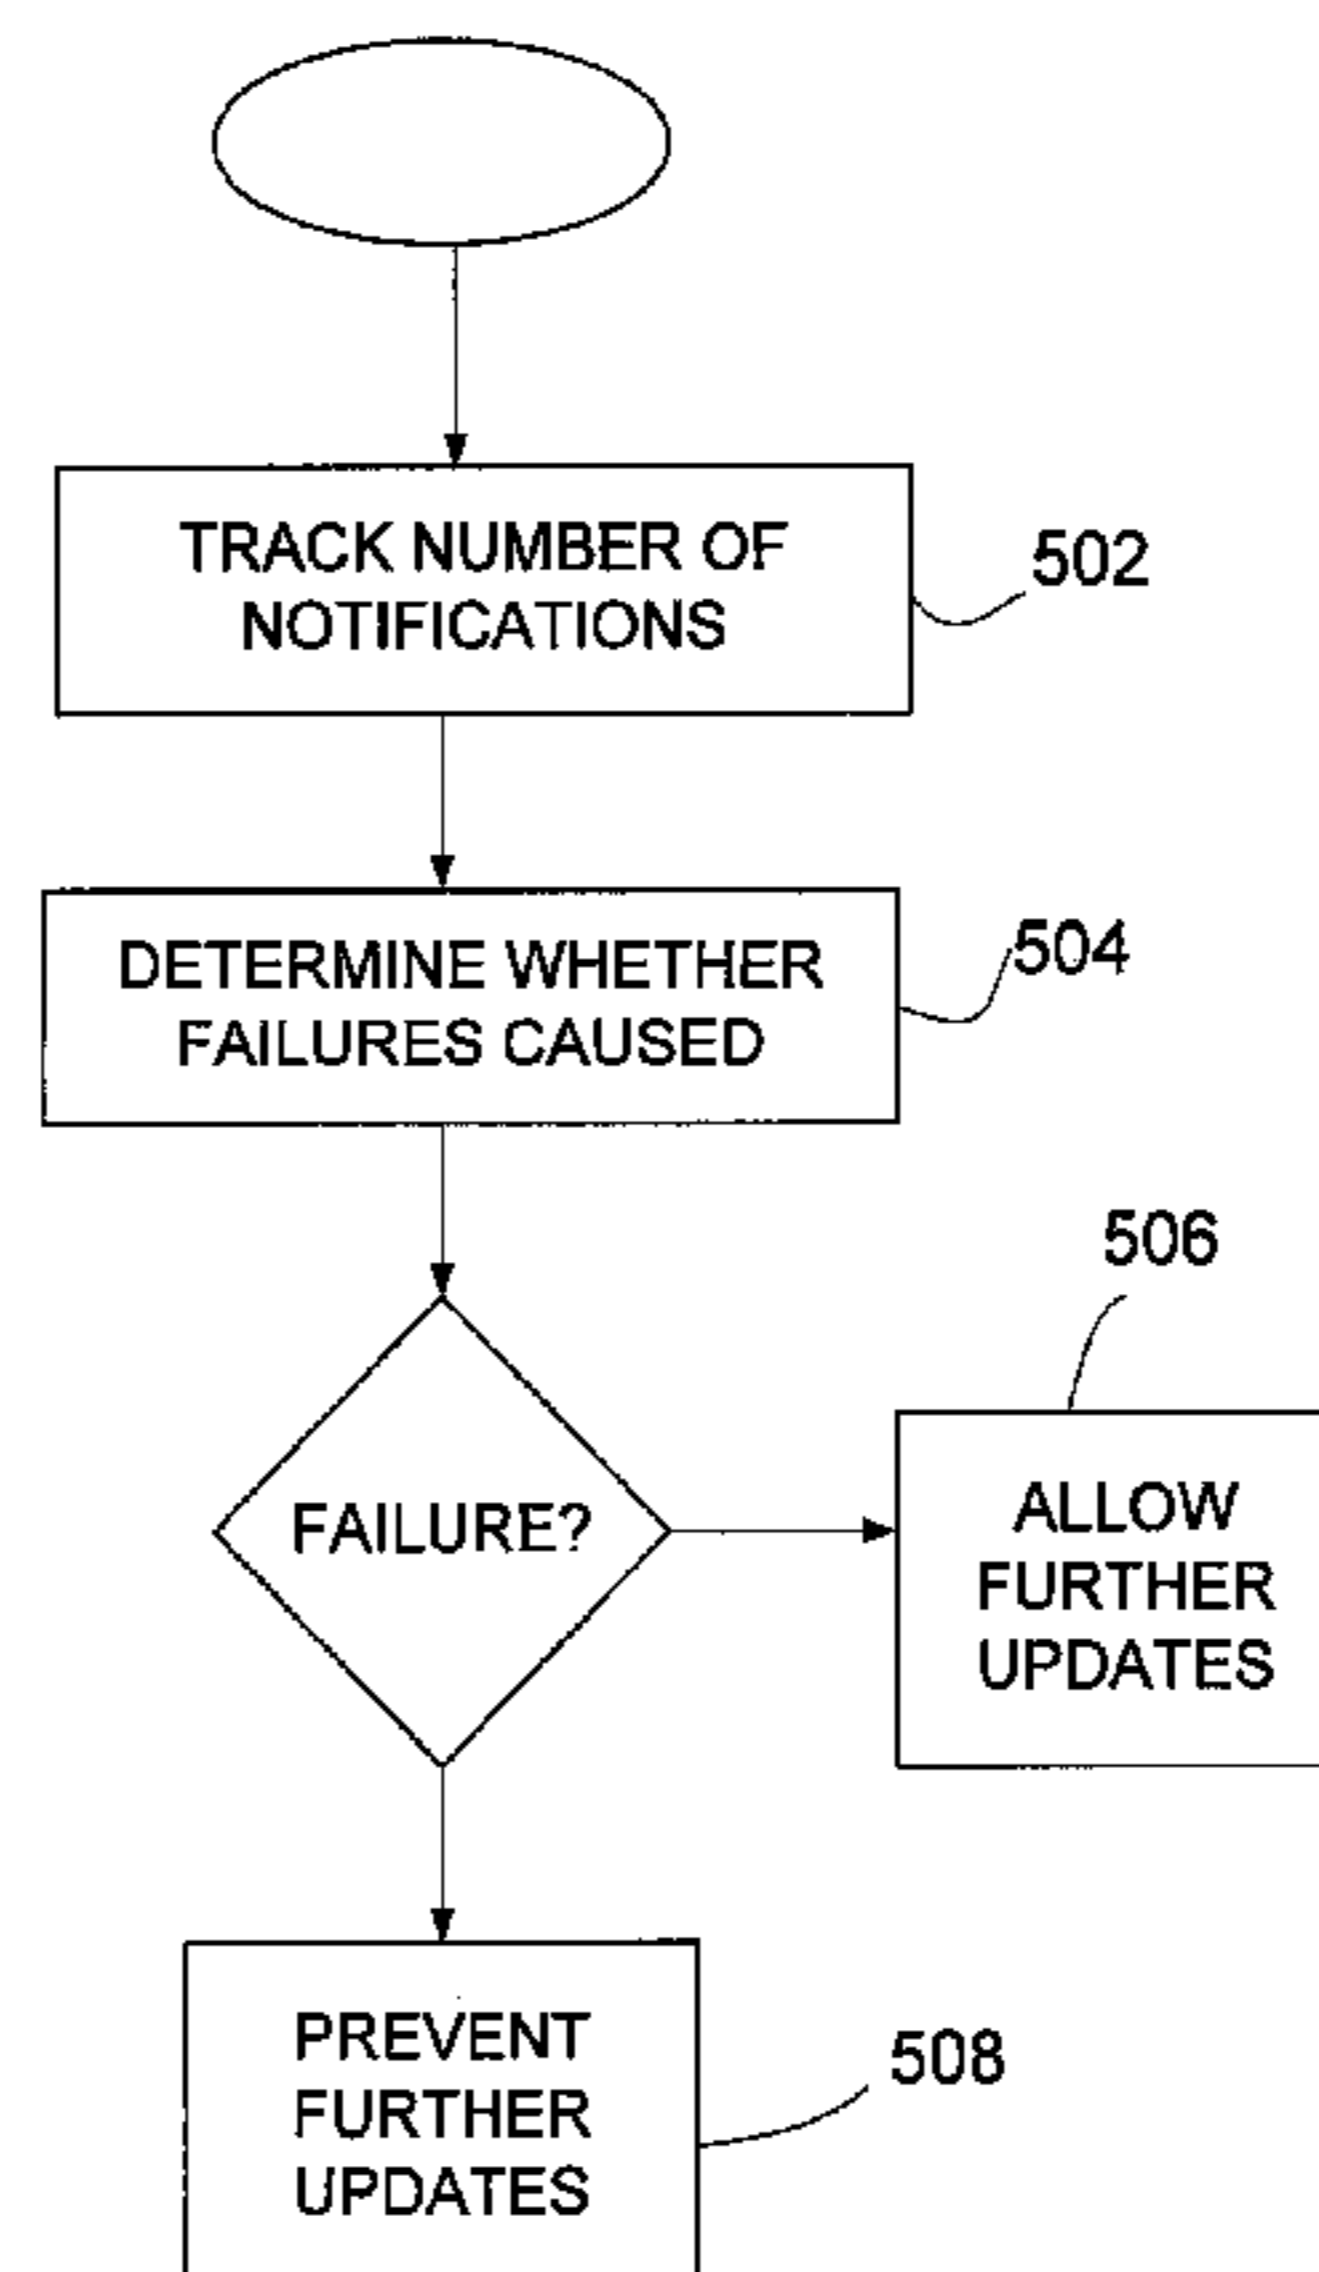 TRACK NUMBER OF
NOTIFICATIONS
502
DETERMINE WHETHER
FAILURES CAUSED
504
506
FAILURE?
ALLOW
FURTHER
UPDATES
PREVENT
FURTHER
UPDATES
508